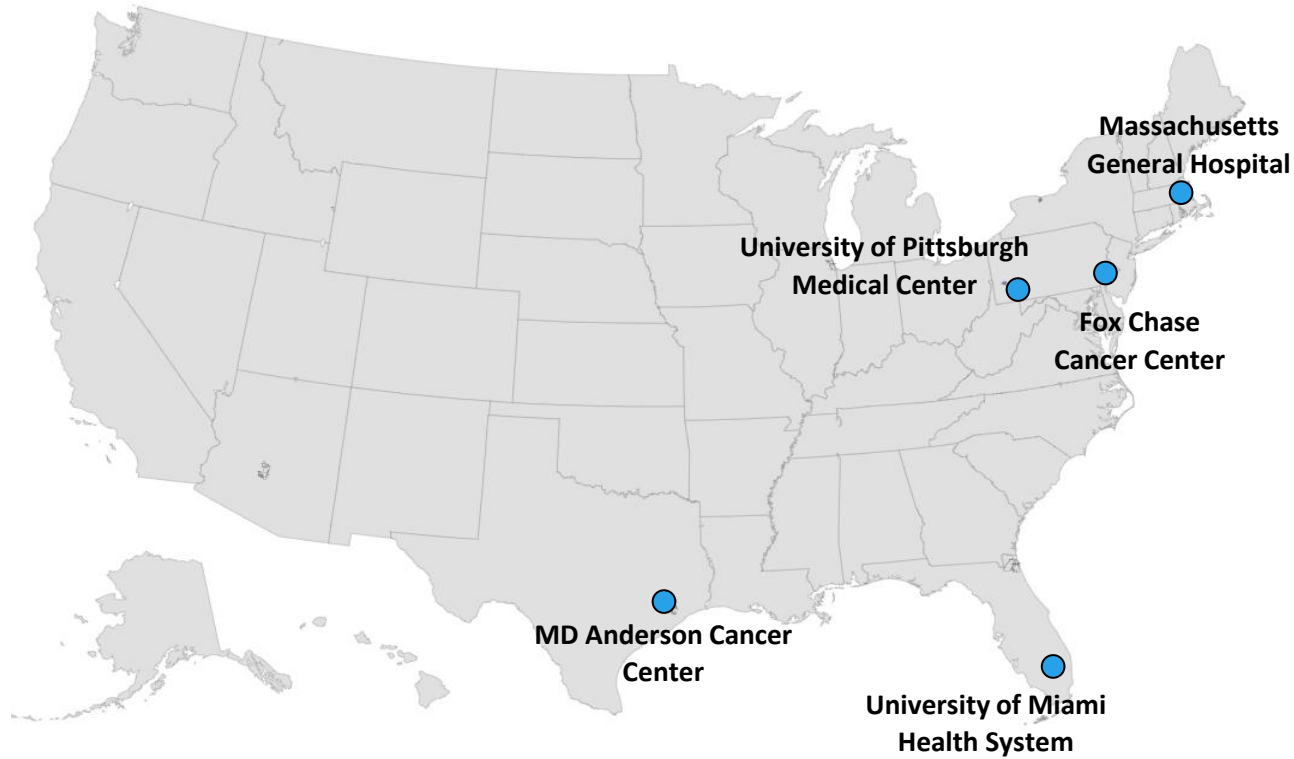 Massachusetts
General Hospital
University of Pittsburgh
Medical Center
Fox Chase
Cancer Center
MD Anderson Cancer
Center
University of Miami
Health System